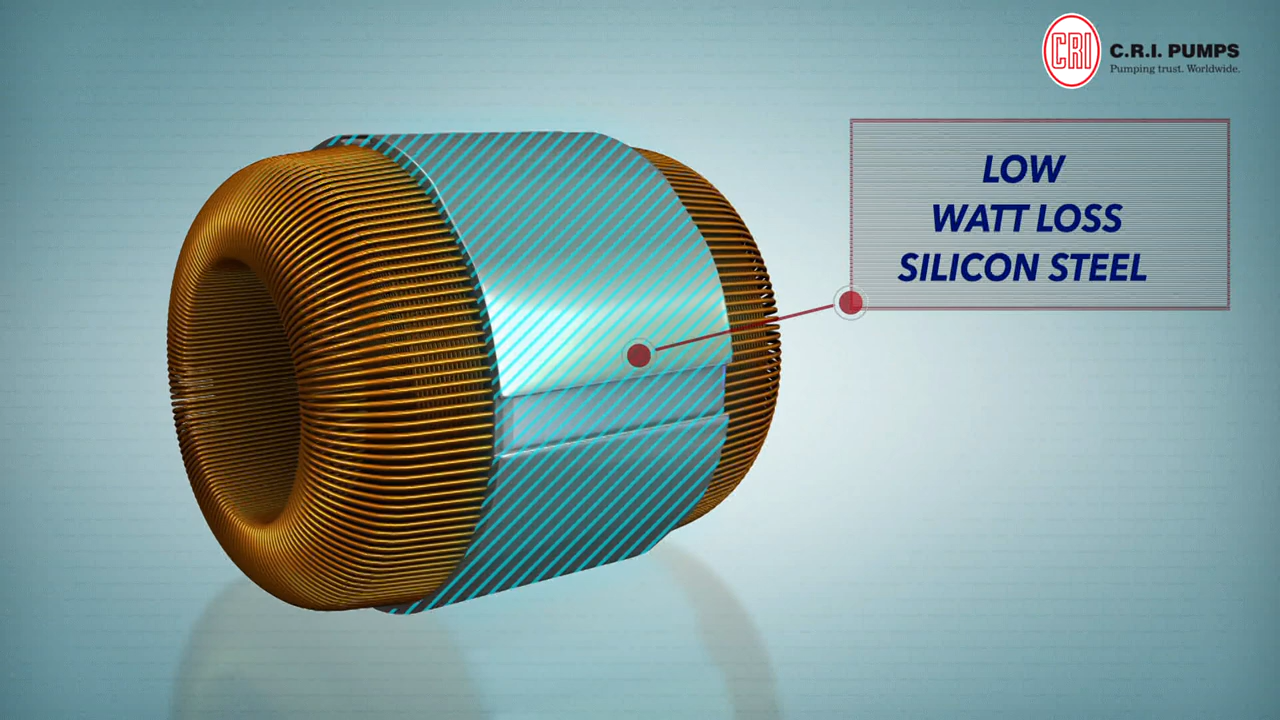 CRI
C.R.I. PUMPS
Pumping trust. Worldwide.
LOW
WATT LOSS
SILICON STEEL